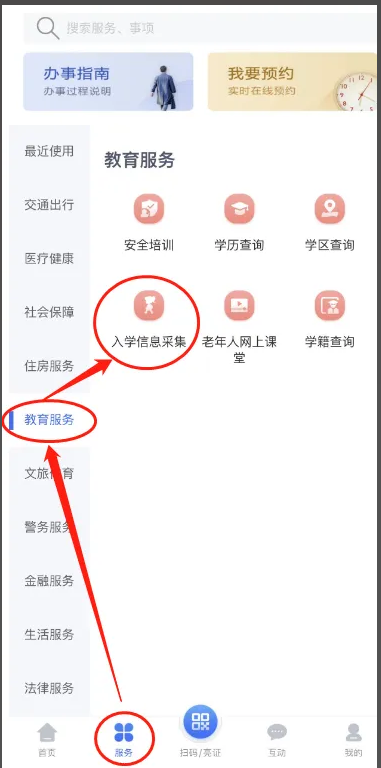 搜索服务、事项
办事指南
办事过程说明
我要预约
实时在线预约
最近使用
交通出行
医疗健康
社会保障
住房服务
教育服务
文旅体育
警务服务
金融服务
生活服务
法律服务
教育服务
安全培训
学历查询
学区查询
入学信息采集
老年人网上课
堂
学籍查询
首页
服务
扫码/亮证
互动
我的